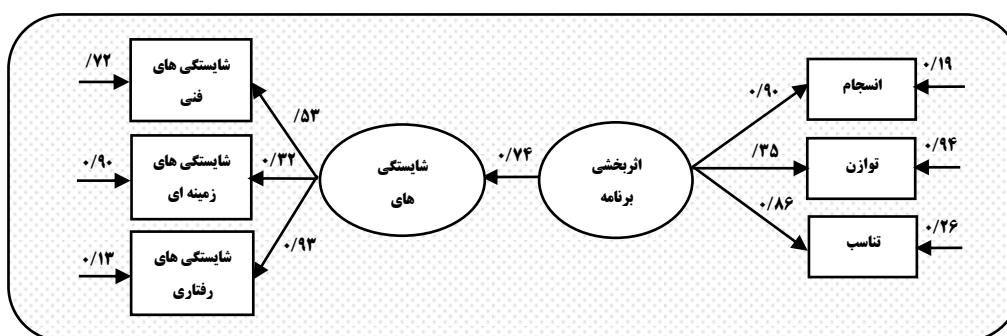 ۰/۱۹
انسجام
۰/۹۰
۰/۹۴
توازن
/۳۵
۰/۲۶
تناسب
۰/۸۶
اثربخشی
برنامه
۰/۷۴
شایستگی
های
/۵۳
شایستگی های
فنی
/۷۲
۰/۳۲
شایستگی های
زمینه ای
۰/۹۰
۰/۹۳
شایستگی های
رفتاری
۰/۱۳